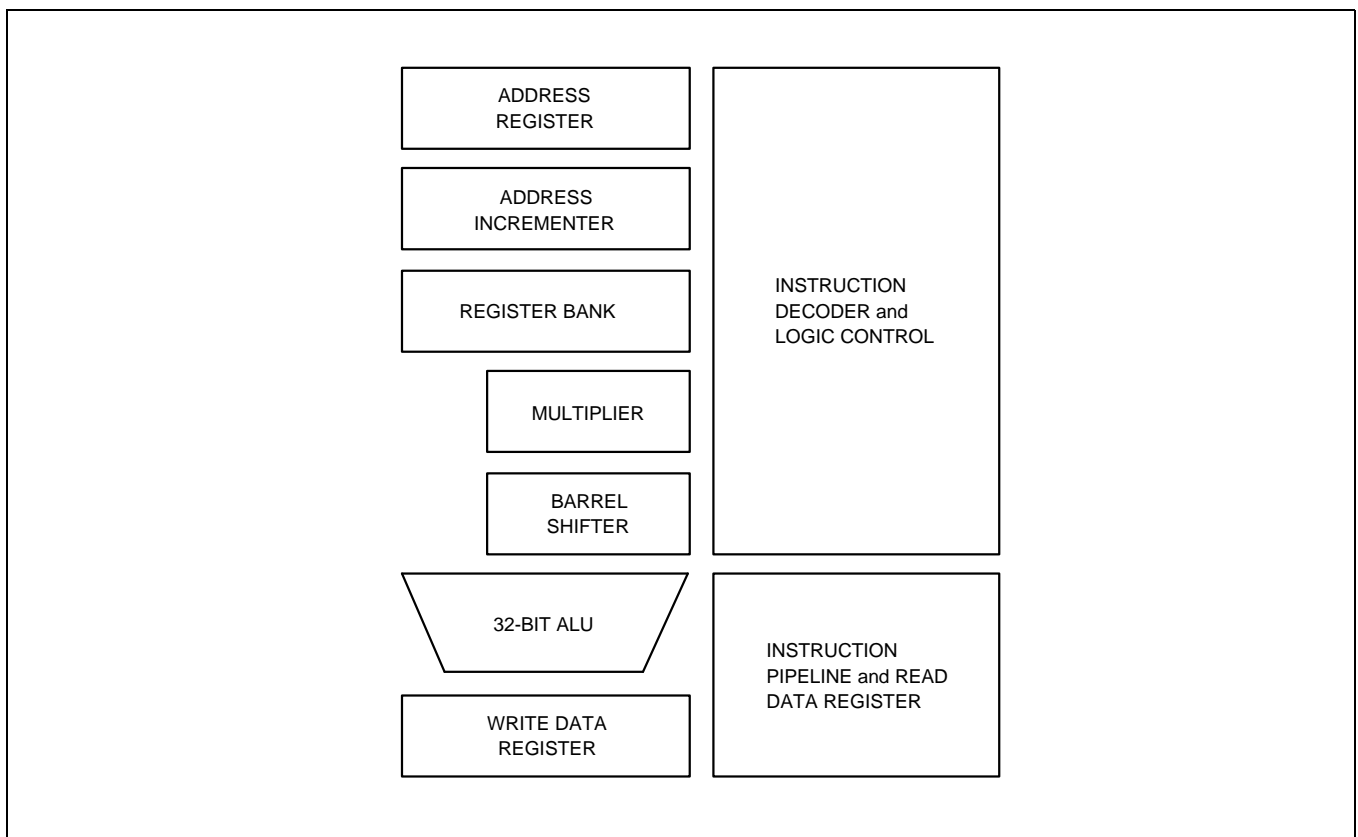 ADDRESS
REGISTER
ADDRESS
INCREMENTER
REGISTER BANK
MULTIPLIER
BARREL
SHIFTER
32-BIT ALU
WRITE DATA
REGISTER
INSTRUCTION
DECODER and
LOGIC CONTROL
INSTRUCTION
PIPELINE and READ
DATA REGISTER